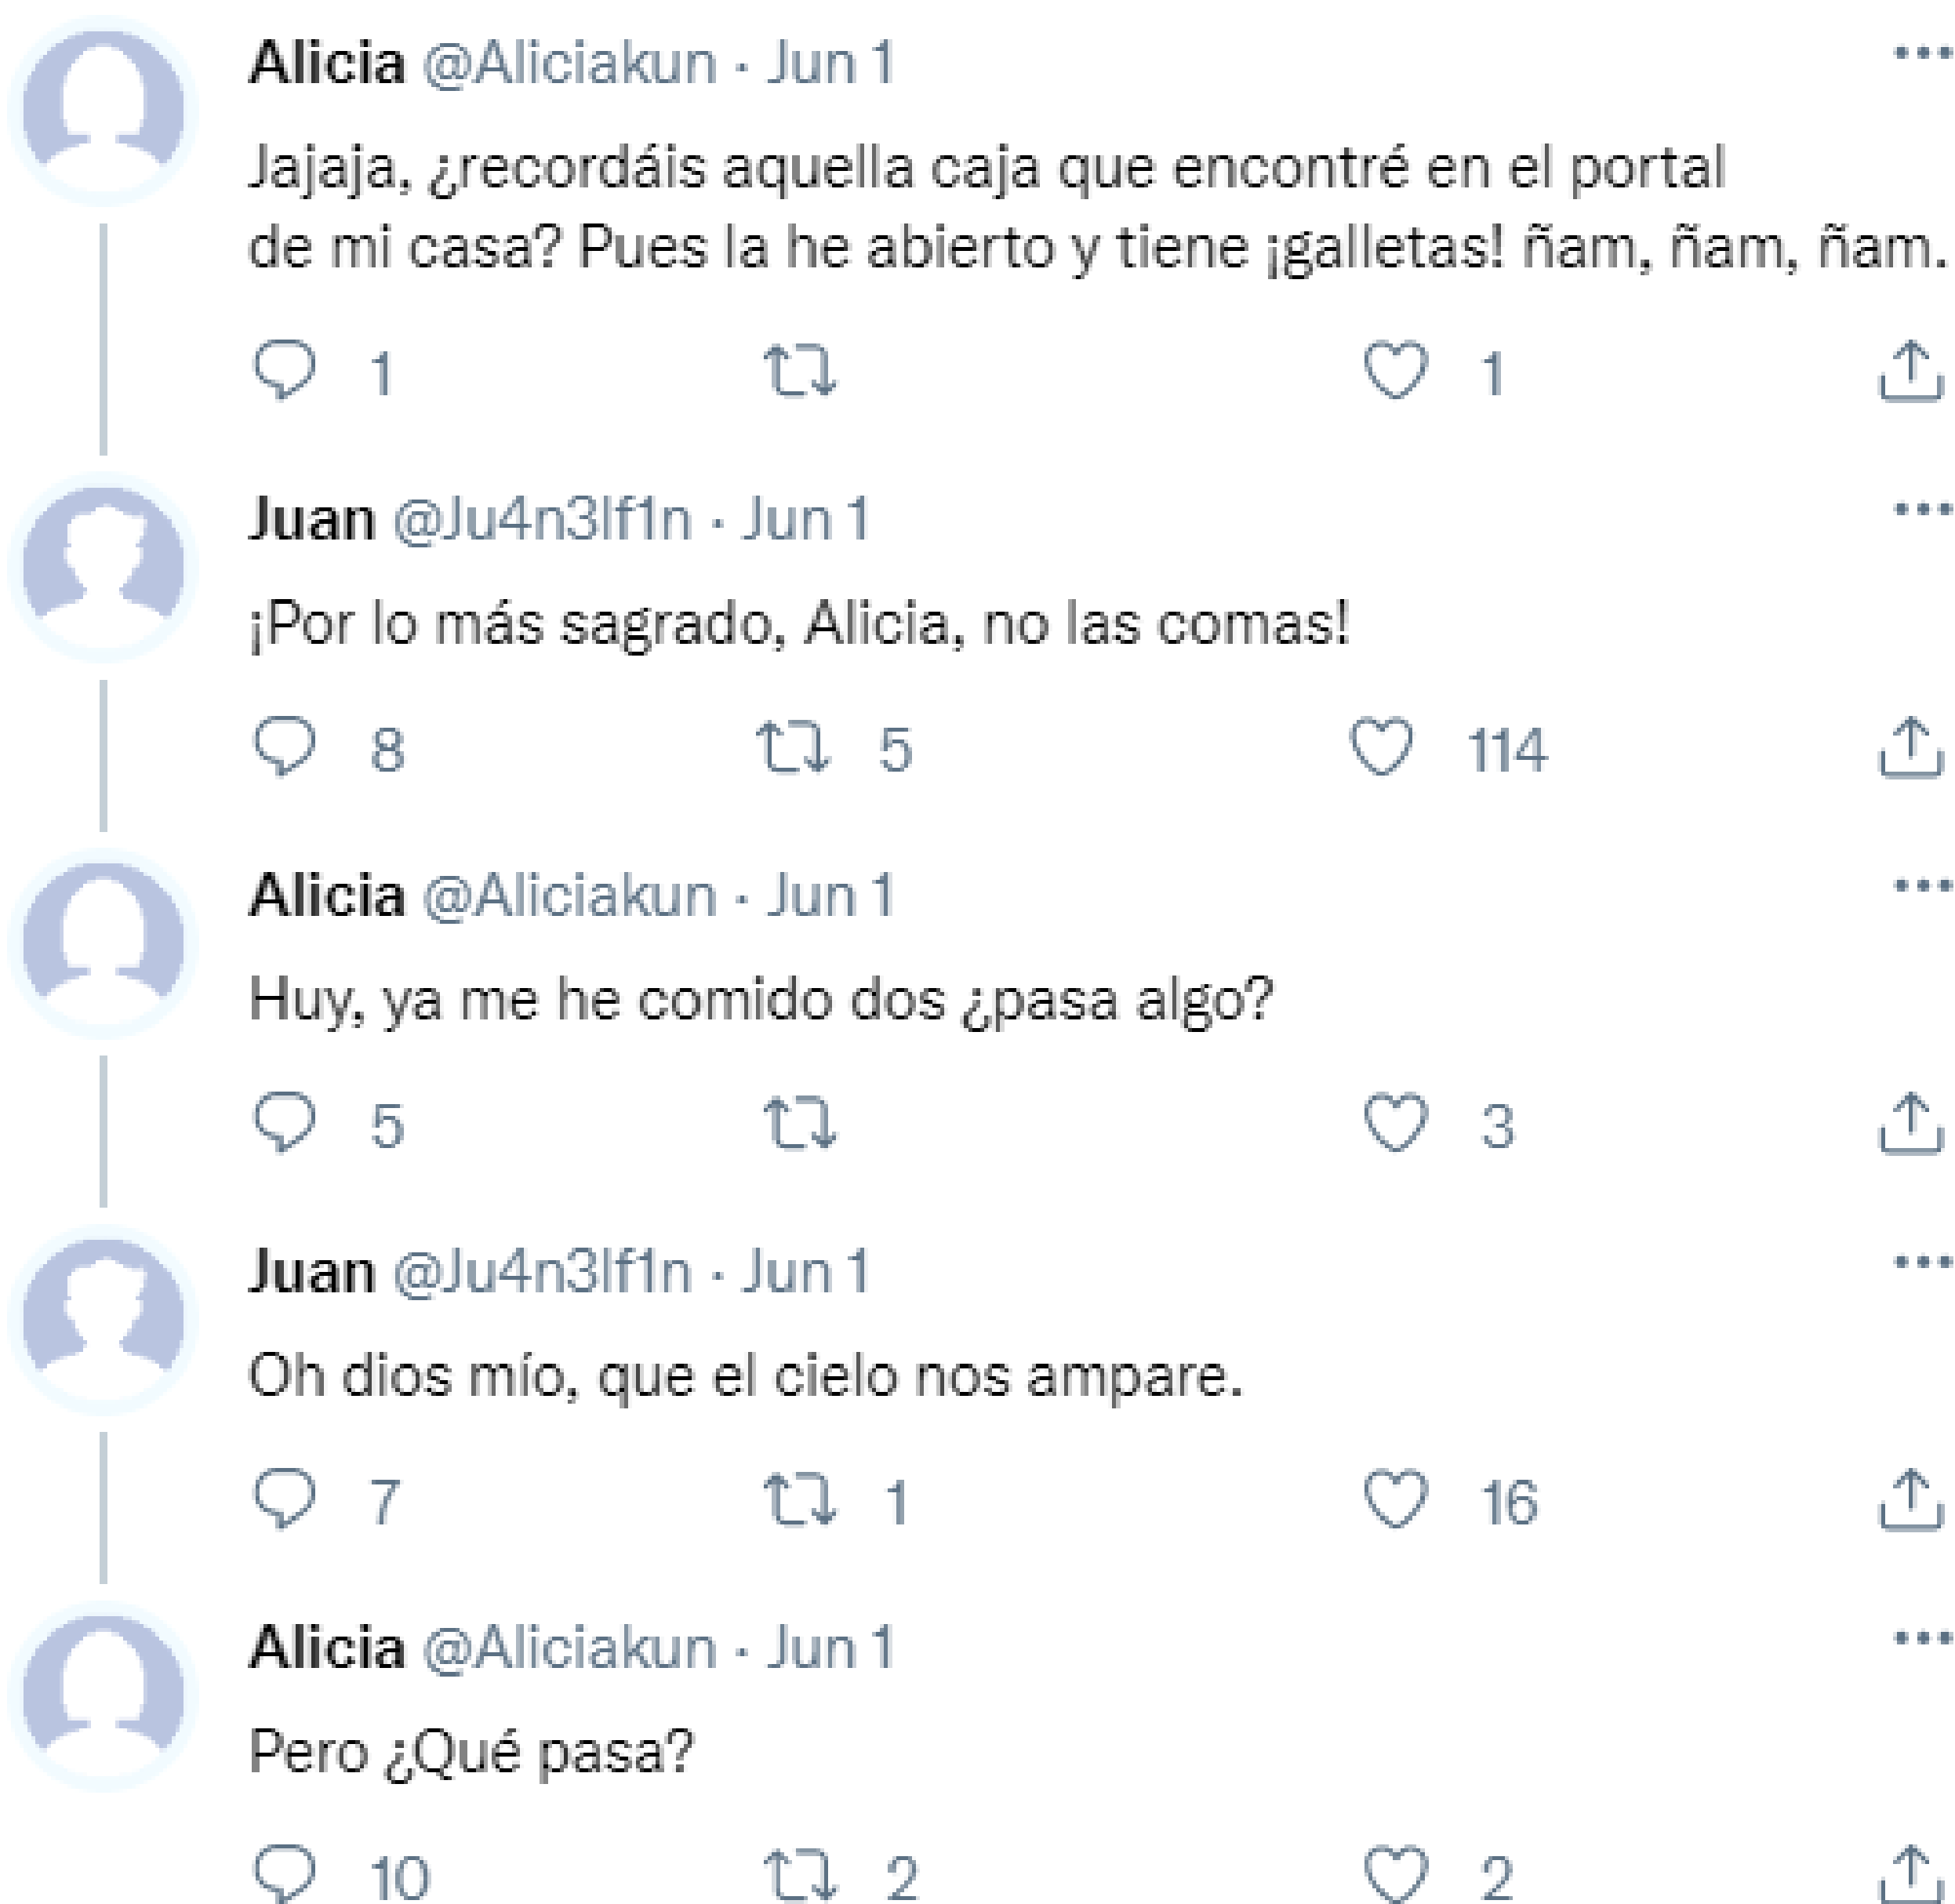 Alicia @Aliciakun · Jun 1
Jajaja, ¿recordáis aquella caja que encontré en el portal
de mi casa? Pues la he abierto y tiene ¡galletas! ñam, ñam, ñam.
1 1
Juan @Ju4n3lf1n · Jun 1
¡Por lo más sagrado, Alicia, no las comas!
8 5 114
Alicia @Aliciakun · Jun 1
Huy, ya me he comido dos ¿pasa algo?
5 3
Juan @Ju4n3lf1n · Jun 1
Oh dios mío, que el cielo nos ampare.
7 1 16
Alicia @Aliciakun · Jun 1
Pero ¿Qué pasa?
10 2 2